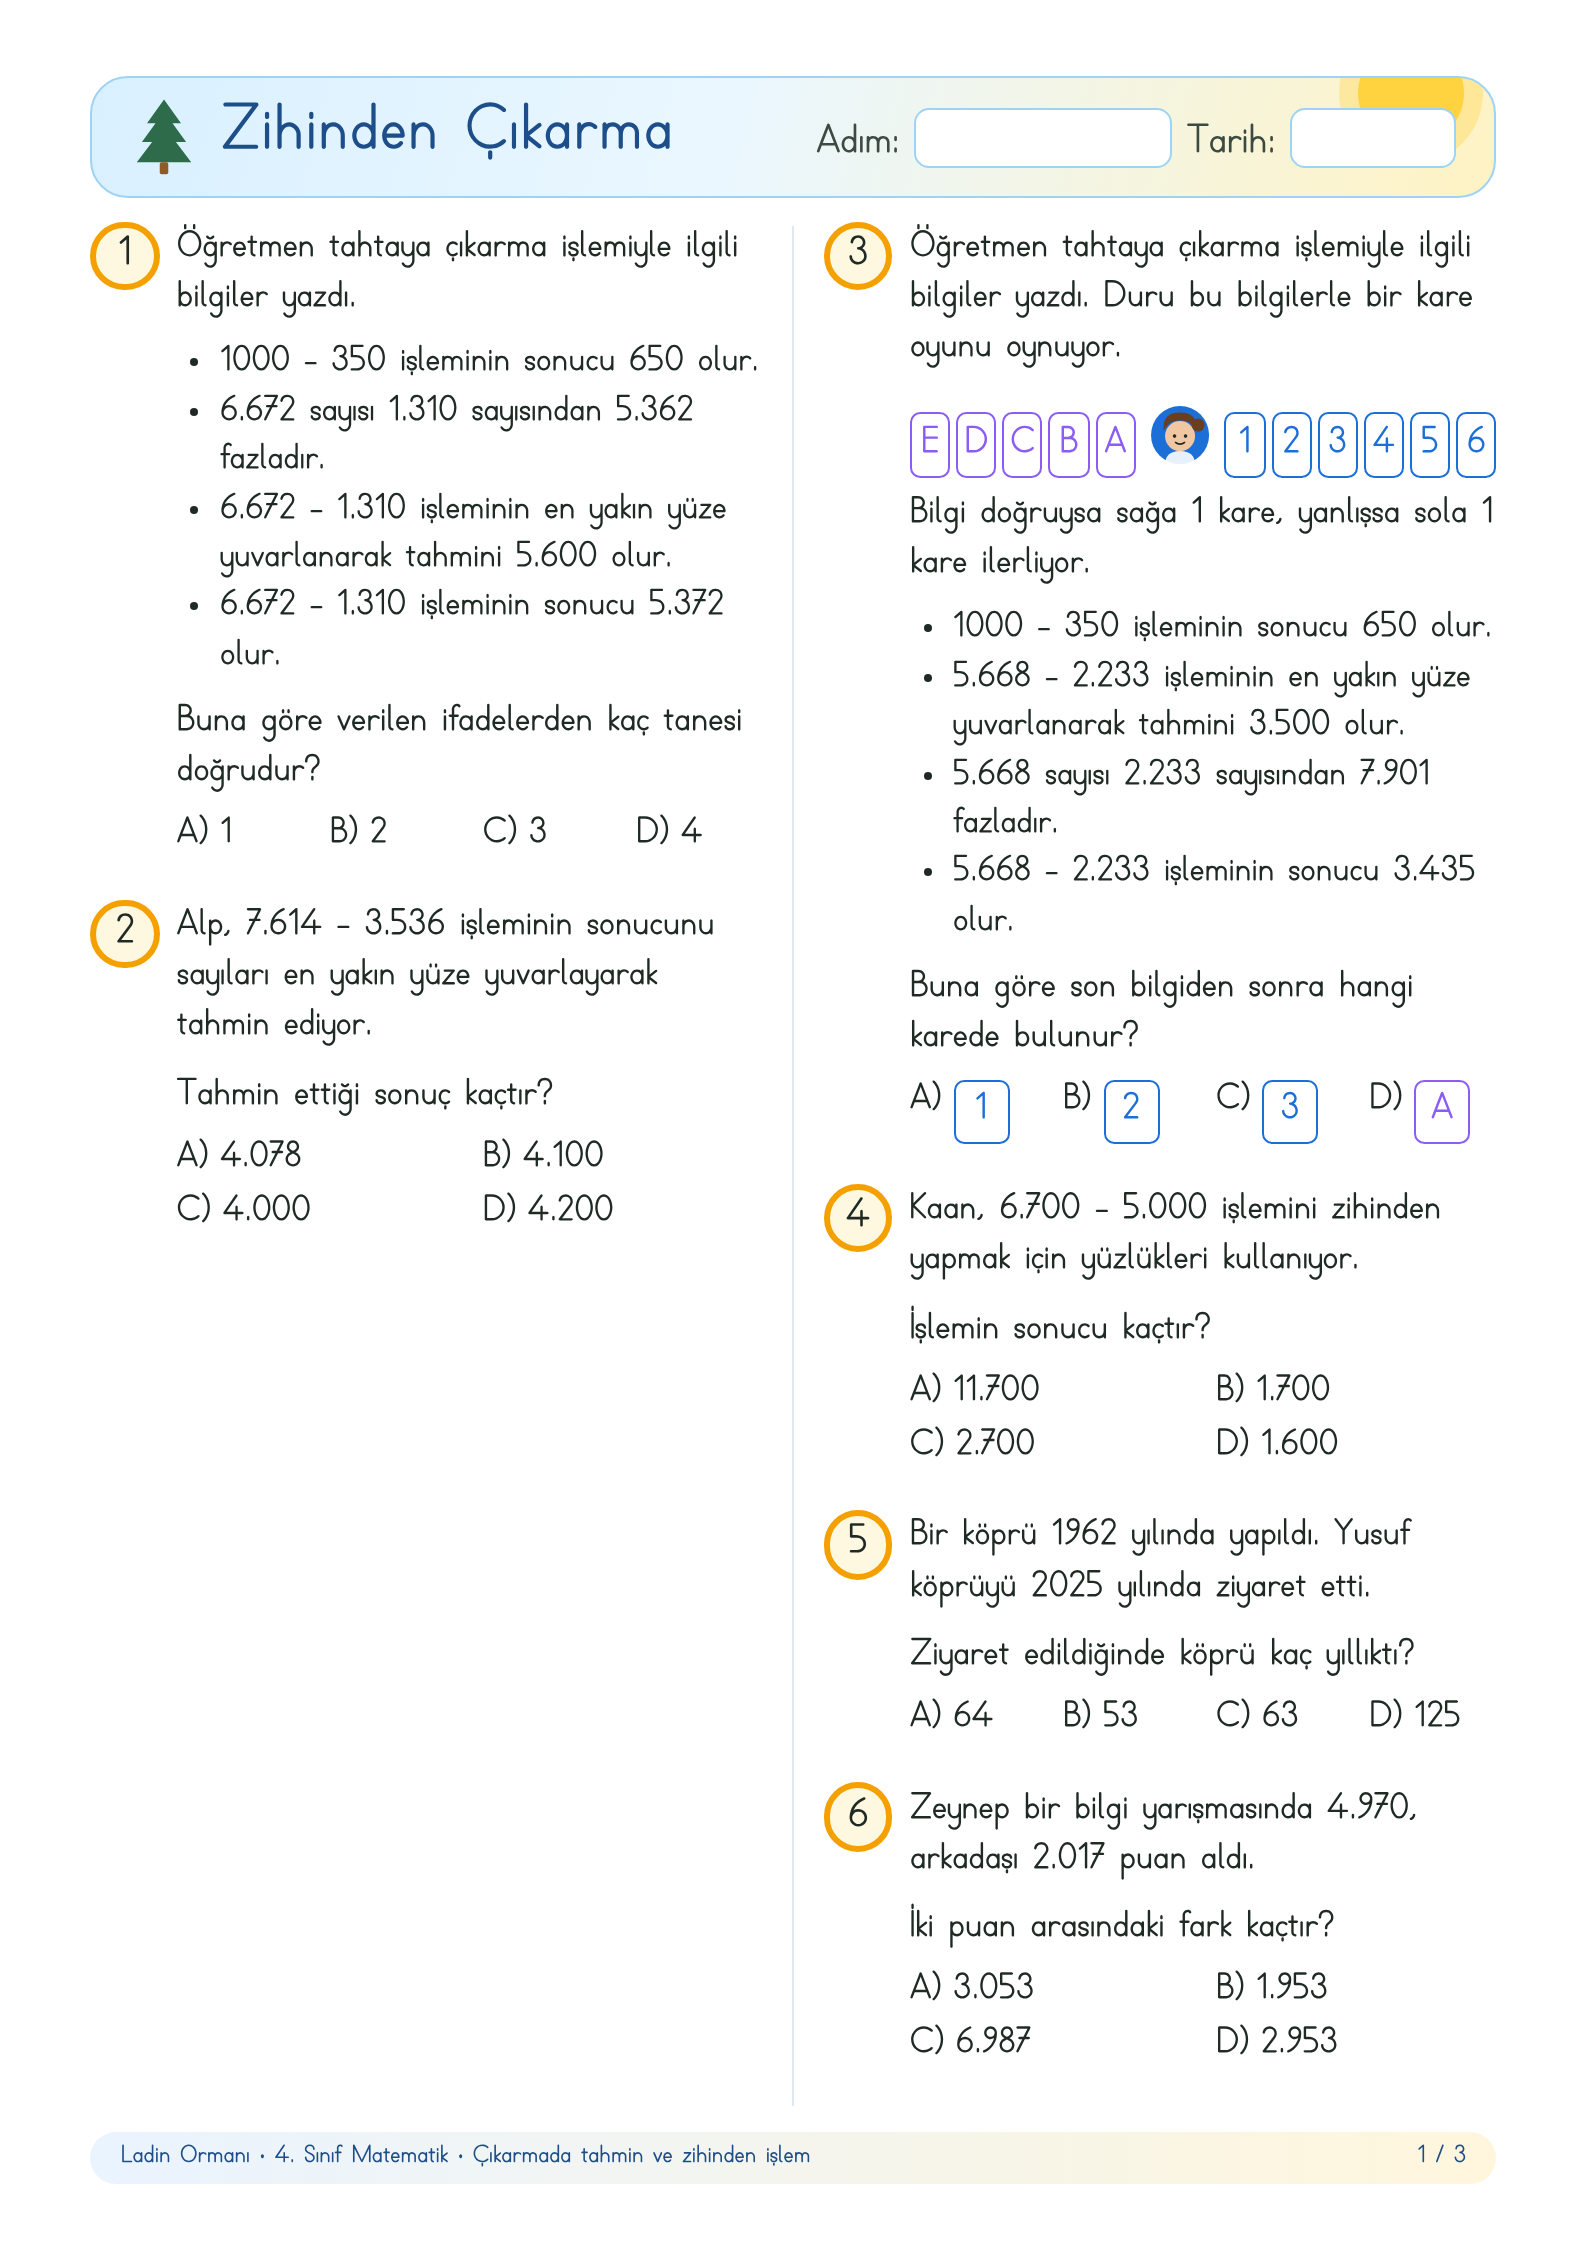 Zihinden Çıkarma
Adım:
Tarih:
1
Öğretmen tahtaya çıkarma işlemiyle ilgili
bilgiler yazdı.
• 1000 – 350 işleminin sonucu 650 olur.
• 6.672 sayısı 1.310 sayısından 5.362
fazladır.
• 6.672 – 1.310 işleminin en yakın yüze
yuvarlanarak tahmini 5.600 olur.
• 6.672 – 1.310 işleminin sonucu 5.372
olur.
Buna göre verilen ifadelerden kaç tanesi
doğrudur?
A) 1 B) 2 C) 3 D) 4
2
Alp, 7.614 – 3.536 işleminin sonucunu
sayıları en yakın yüze yuvarlayarak
tahmin ediyor.
Tahmin ettiği sonuç kaçtır?
A) 4.078 B) 4.100
C) 4.000 D) 4.200
3
Öğretmen tahtaya çıkarma işlemiyle ilgili
bilgiler yazdı. Duru bu bilgilerle bir kare
oyunu oynuyor.
E D C B A 1 2 3 4 5 6
Bilgi doğruysa sağa 1 kare, yanlışsa sola 1
kare ilerliyor.
• 1000 – 350 işleminin sonucu 650 olur.
• 5.668 – 2.233 işleminin en yakın yüze
yuvarlanarak tahmini 3.500 olur.
• 5.668 sayısı 2.233 sayısından 7.901
fazladır.
• 5.668 – 2.233 işleminin sonucu 3.435
olur.
Buna göre son bilgiden sonra hangi
karede bulunur?
A) 1 B) 2 C) 3 D) A
4
Kaan, 6.700 – 5.000 işlemini zihinden
yapmak için yüzlükleri kullanıyor.
İşlemin sonucu kaçtır?
A) 11.700 B) 1.700
C) 2.700 D) 1.600
5
Bir köprü 1962 yılında yapıldı. Yusuf
köprüyü 2025 yılında ziyaret etti.
Ziyaret edildiğinde köprü kaç yıllıktı?
A) 64 B) 53 C) 63 D) 125
6
Zeynep bir bilgi yarışmasında 4.970,
arkadaşı 2.017 puan aldı.
İki puan arasındaki fark kaçtır?
A) 3.053 B) 1.953
C) 6.987 D) 2.953
Ladin Ormanı • 4. Sınıf Matematik • Çıkarmada tahmin ve zihinden işlem
1 / 3